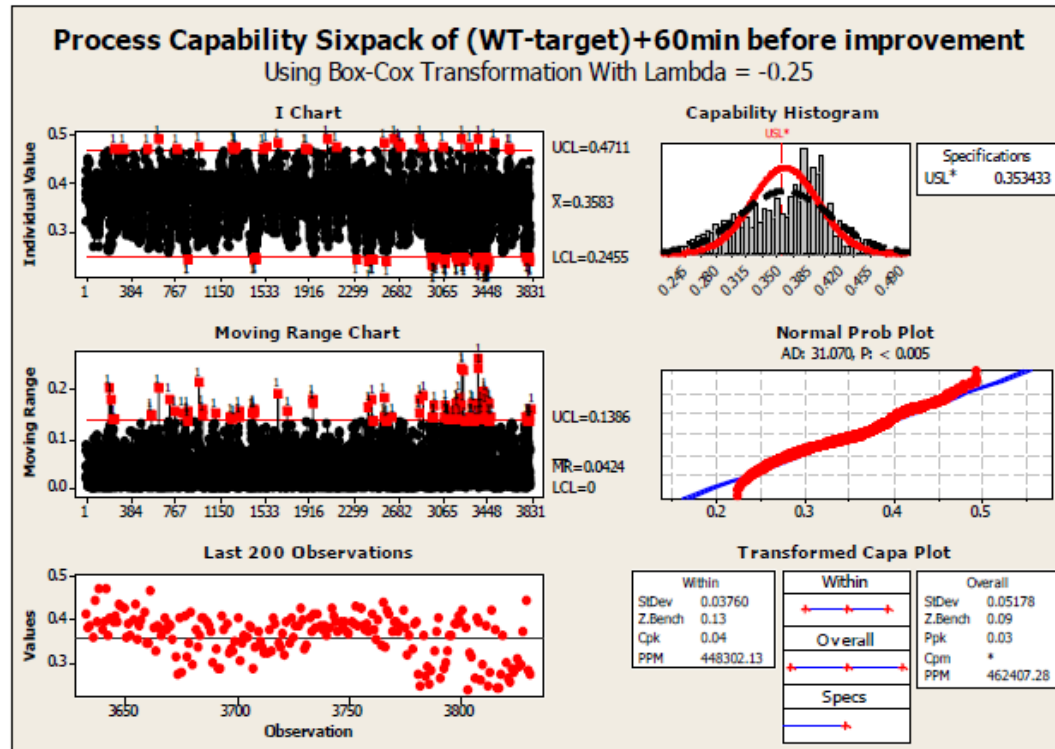 Process Capability Sixpack of (WT-target)+60min before improvement
Using Box-Cox Transformation With Lambda = -0.25
I Chart
Individual Value
0.5
0.4
0.3
1 384 767 1150 1533 1916 2299 2682 3065 3448 3831
UCL=0.4711
X̄=0.3583
LCL=0.2455
Capability Histogram
USL*
0.245 0.280 0.315 0.350 0.385 0.420 0.455 0.490
Specifications
USL* 0.353433
Moving Range Chart
Moving Range
0.2
0.1
0.0
1 384 767 1150 1533 1916 2299 2682 3065 3448 3831
UCL=0.1386
M̄R̄=0.0424
LCL=0
Normal Prob Plot
AD: 31.070, P: < 0.005
0.2 0.3 0.4 0.5
Last 200 Observations
Values
0.5
0.4
0.3
3650 3700 3750 3800
Observation
Transformed Capa Plot
Within
StDev 0.03760
Z.Bench 0.13
Cpk 0.04
PPM 448302.13
Within
Overall
Specs
Overall
StDev 0.05178
Z.Bench 0.09
Ppk 0.03
Cpm *
PPM 462407.28